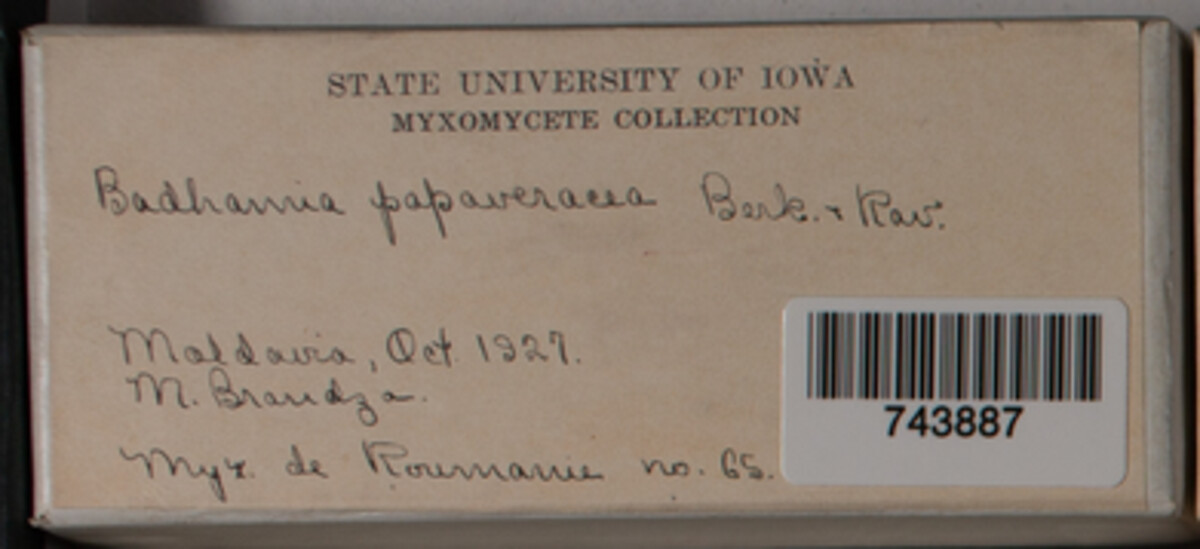 STATE UNIVERSITY OF IOWA
MYXOMYCETE COLLECTION
Badhamia papaveracea Berk. + Rav.
Moldavia, Oct. 1927.
M. Brandza.
Myx. de Roumanie no. 65.
743887